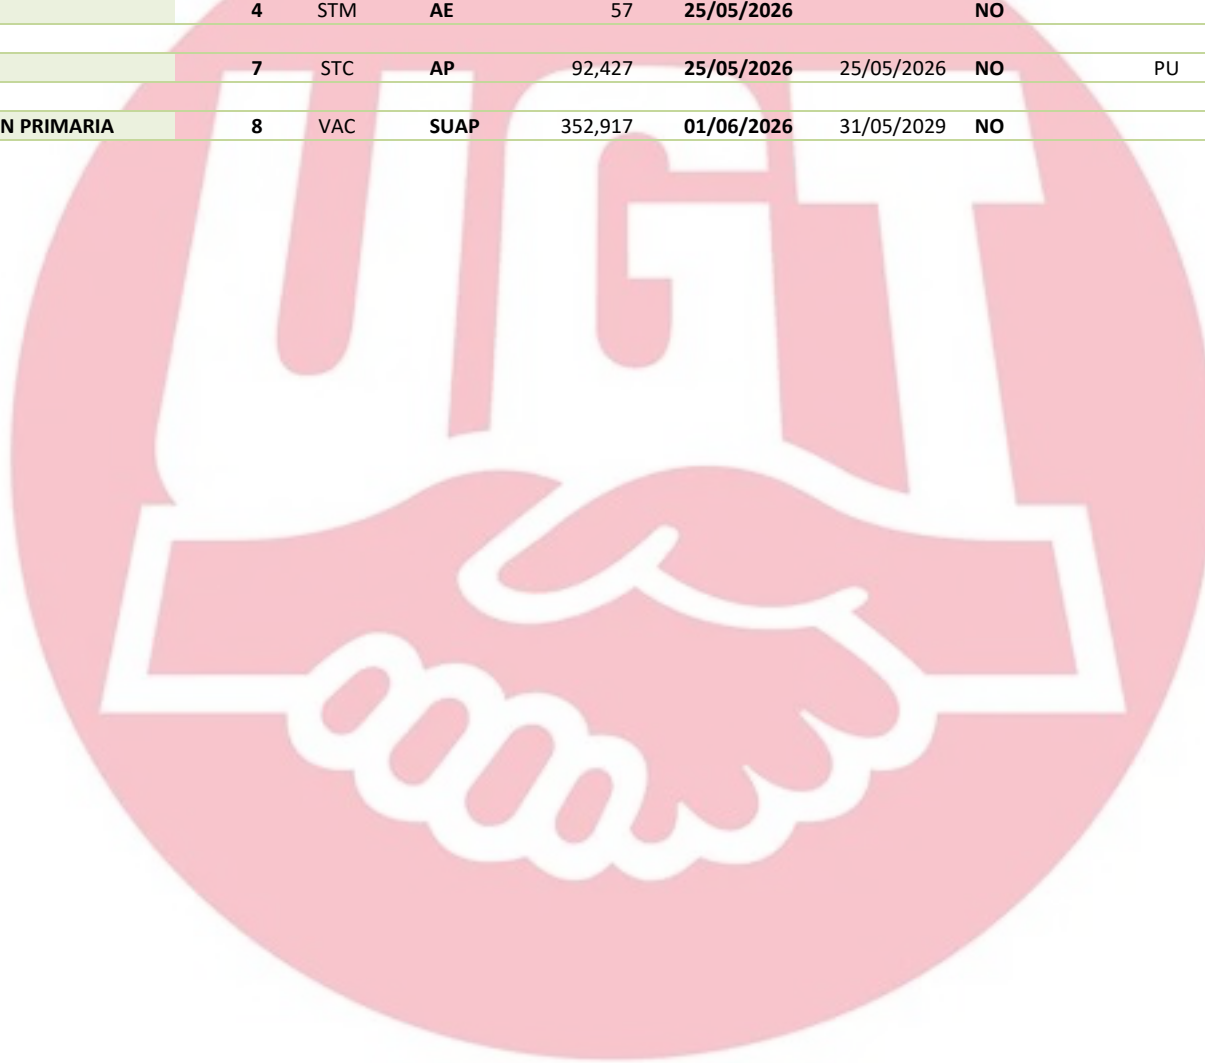 4 STM AE 57 25/05/2026 NO
7 STC AP 92,427 25/05/2026 25/05/2026 NO PU
N PRIMARIA 8 VAC SUAP 352,917 01/06/2026 31/05/2029 NO
UGT